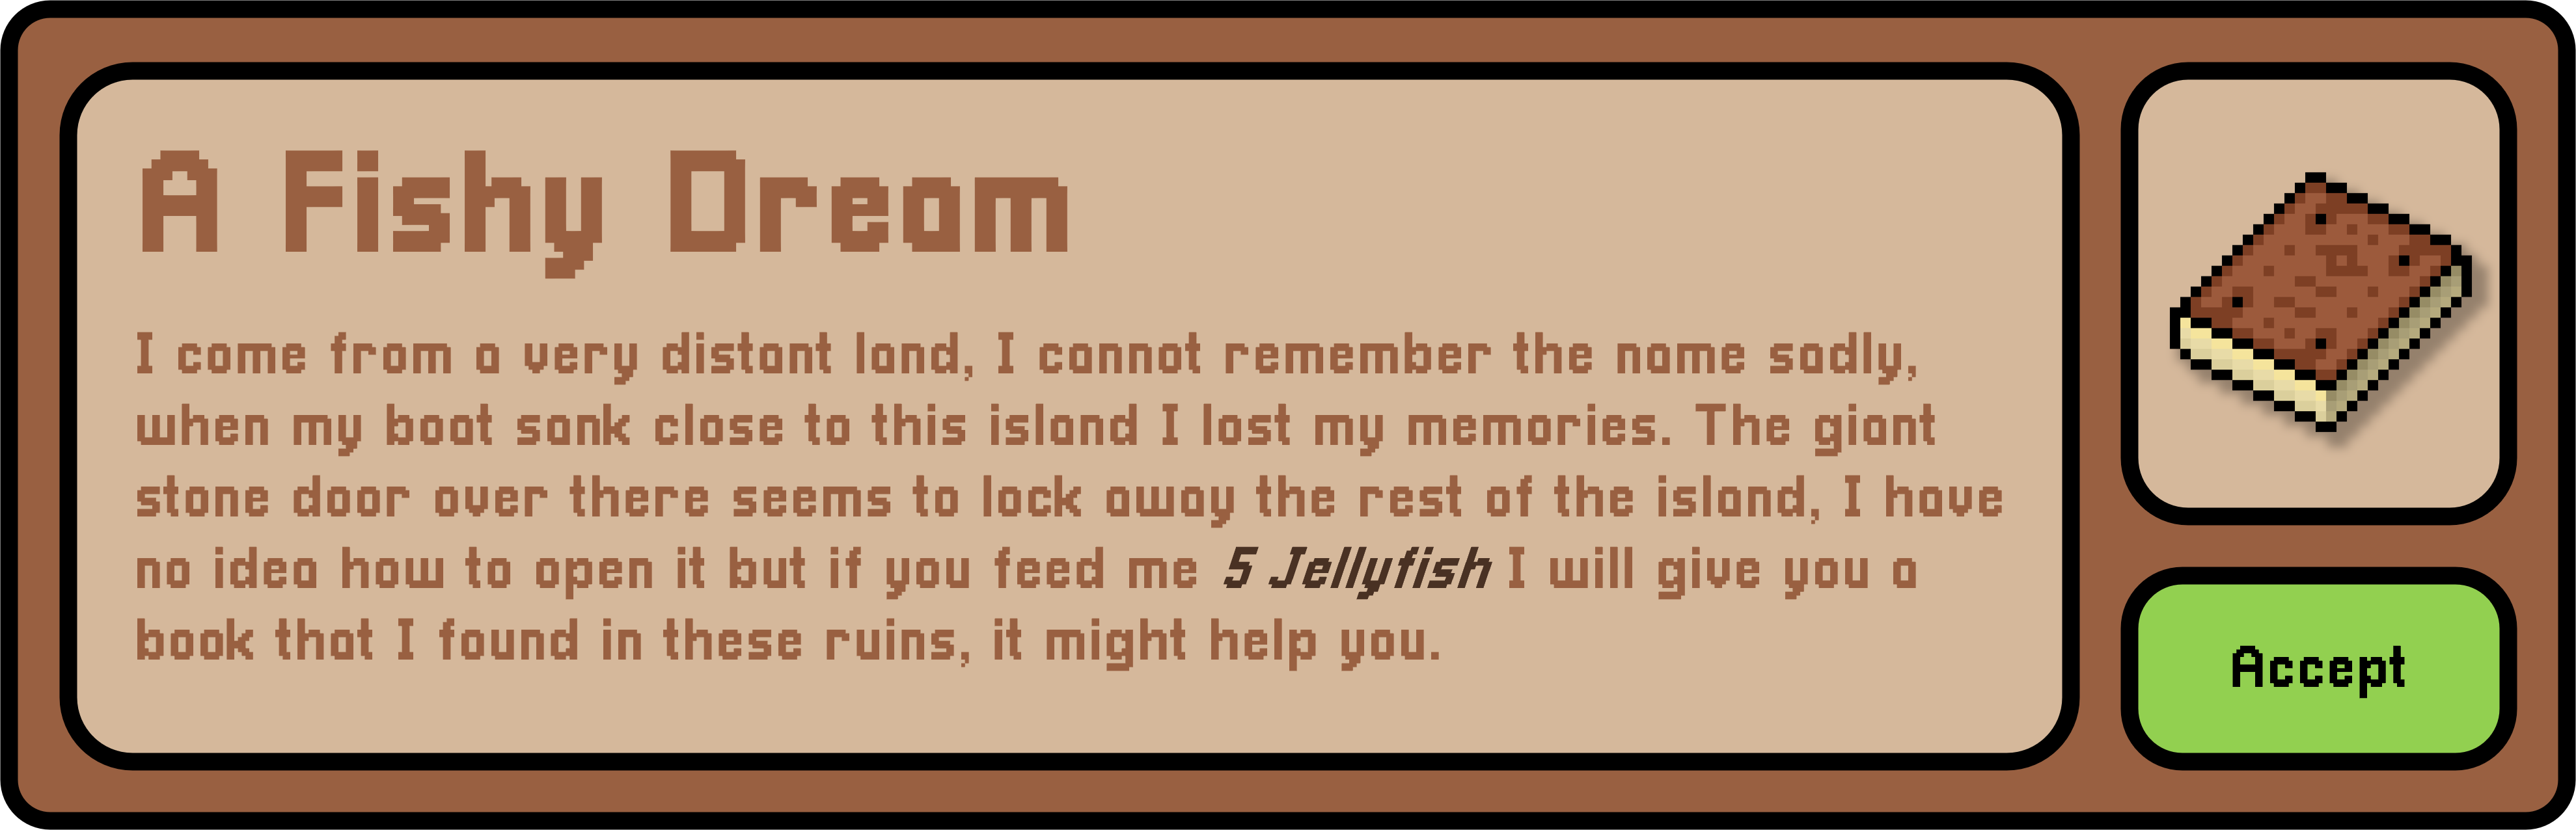 A Fishy Dream
I come from a very distant land, I cannot remember the name sadly,
when my boat sank close to this island I lost my memories. The giant
stone door over there seems to lock away the rest of the island, I have
no idea how to open it but if you feed me 5 Jellyfish I will give you a
book that I found in these ruins, it might help you.
Accept